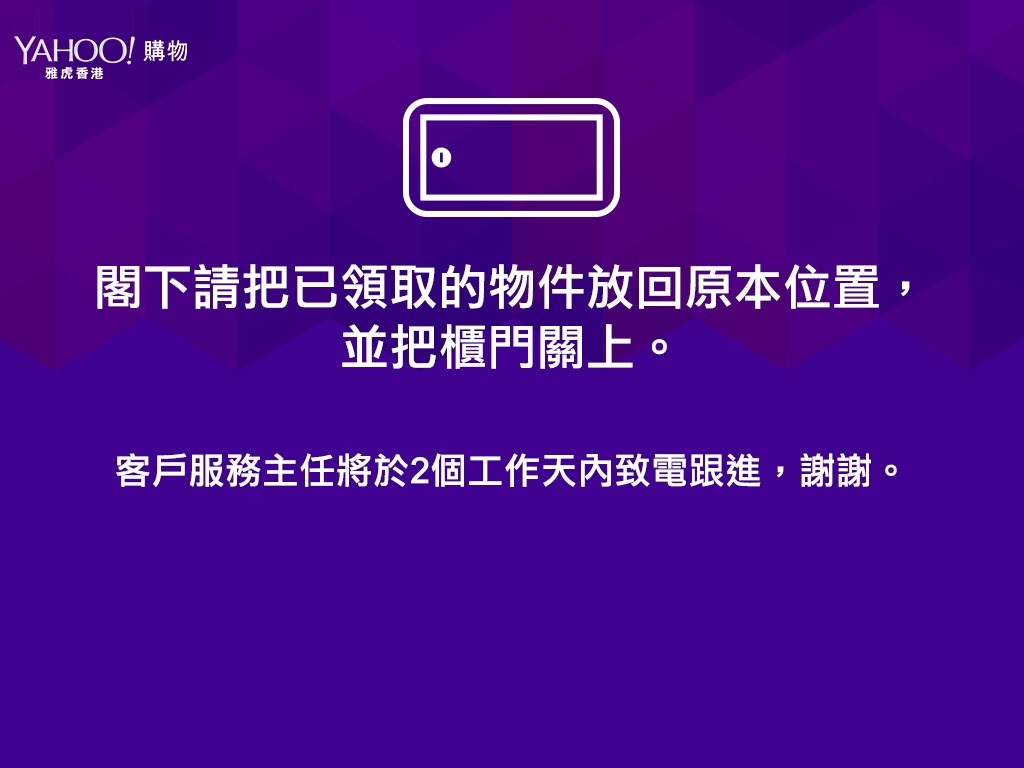 YAHOO! 購物
雅虎香港
閣下請把已領取的物件放回原本位置，
並把櫃門關上。
客戶服務主任將於2個工作天內致電跟進，謝謝。